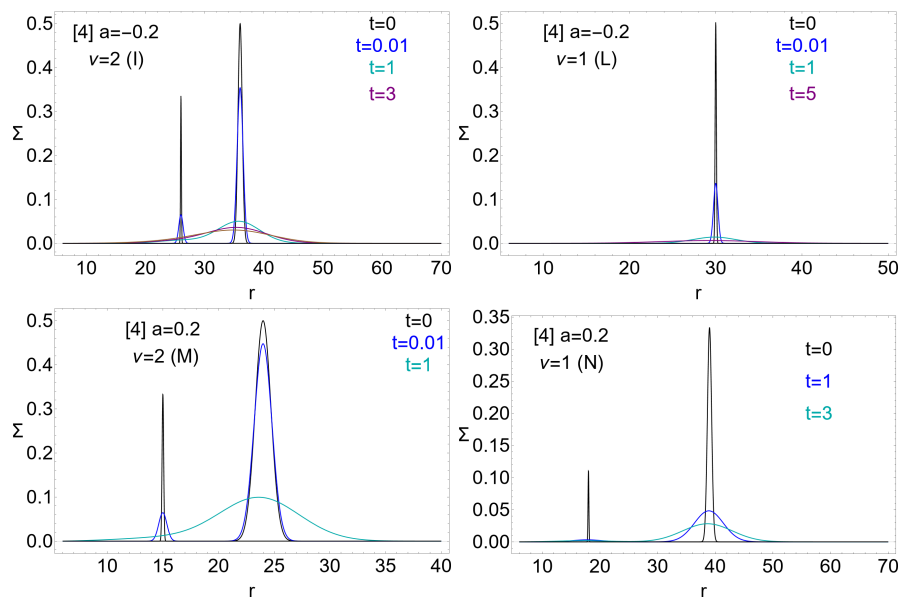 [4] a=−0.2
ν=2 (I)
t=0
t=0.01
t=1
t=3
Σ
0.5
0.4
0.3
0.2
0.1
0.0
10 20 30 40 50 60 70
r
[4] a=−0.2
ν=1 (L)
t=0
t=0.01
t=1
t=5
Σ
0.5
0.4
0.3
0.2
0.1
0.0
10 20 30 40 50
r
[4] a=0.2
ν=2 (M)
t=0
t=0.01
t=1
Σ
0.5
0.4
0.3
0.2
0.1
0.0
10 15 20 25 30 35 40
r
[4] a=0.2
ν=1 (N)
t=0
t=1
t=3
Σ
0.35
0.30
0.25
0.20
0.15
0.10
0.05
0.00
10 20 30 40 50 60 70
r